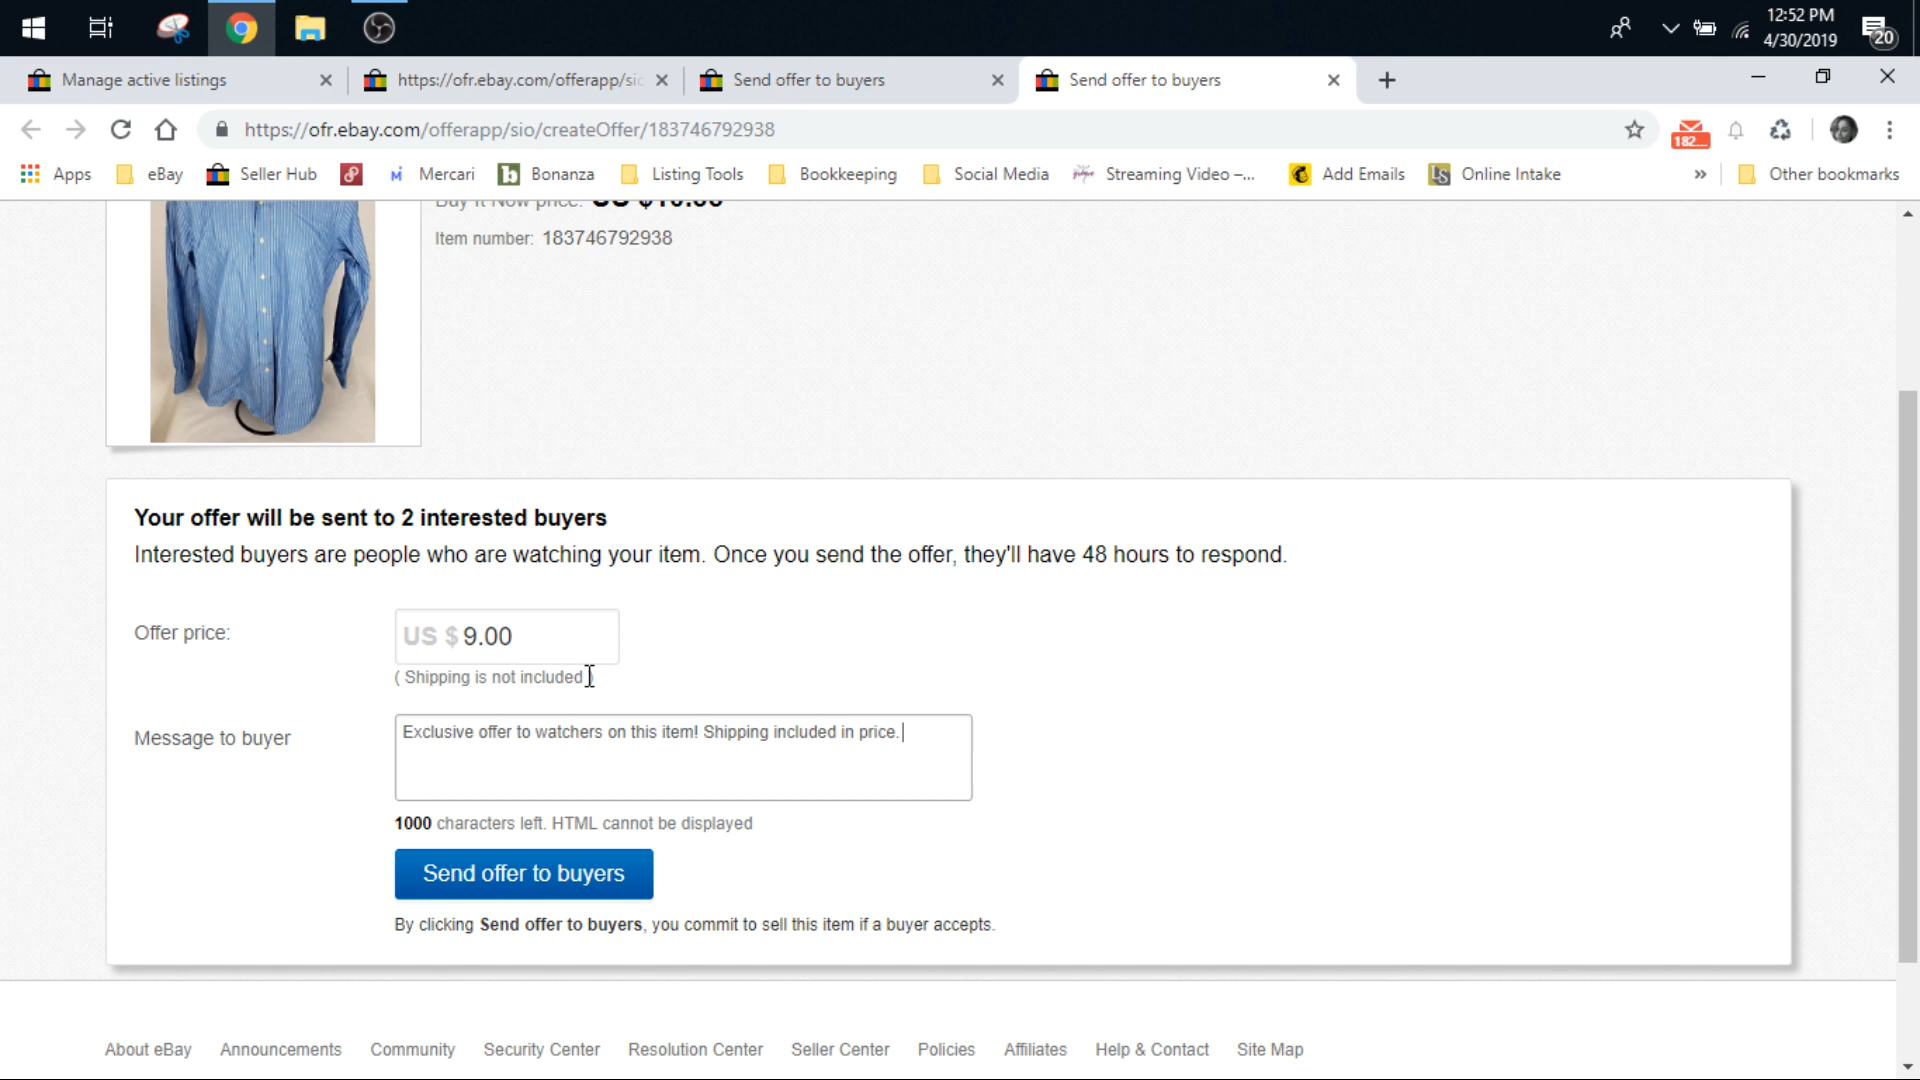 12:52 PM
4/30/2019
20
Manage active listings
https://ofr.ebay.com/offerapp/sic
Send offer to buyers
Send offer to buyers
https://ofr.ebay.com/offerapp/sio/createOffer/183746792938
182...
Apps
eBay
Seller Hub
Mercari
Bonanza
Listing Tools
Bookkeeping
Social Media
Streaming Video –...
Add Emails
LS
Online Intake
»
Other bookmarks
Buy It Now price: US
Item number: 183746792938
Your offer will be sent to 2 interested buyers
Interested buyers are people who are watching your item. Once you send the offer, they'll have 48 hours to respond.
Offer price:
US $ 9.00
( Shipping is not included )
Message to buyer
Exclusive offer to watchers on this item! Shipping included in price.
1000 characters left. HTML cannot be displayed
Send offer to buyers
By clicking Send offer to buyers, you commit to sell this item if a buyer accepts.
About eBay
Announcements
Community
Security Center
Resolution Center
Seller Center
Policies
Affiliates
Help & Contact
Site Map